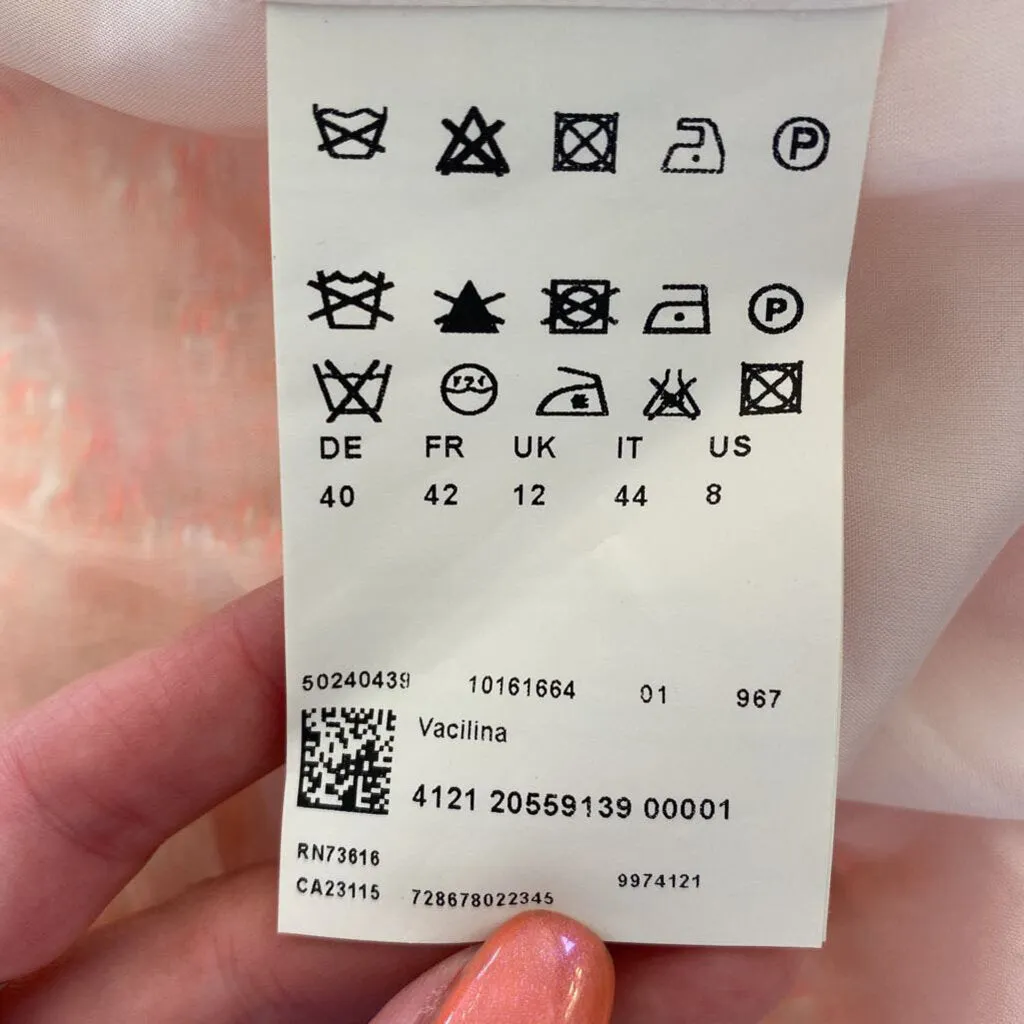 P
P
DE FR UK IT US
40 42 12 44 8
50240439 10161664 01 967
Vacilina
4121 20559139 00001
RN73616
CA23115 728678022345 9974121